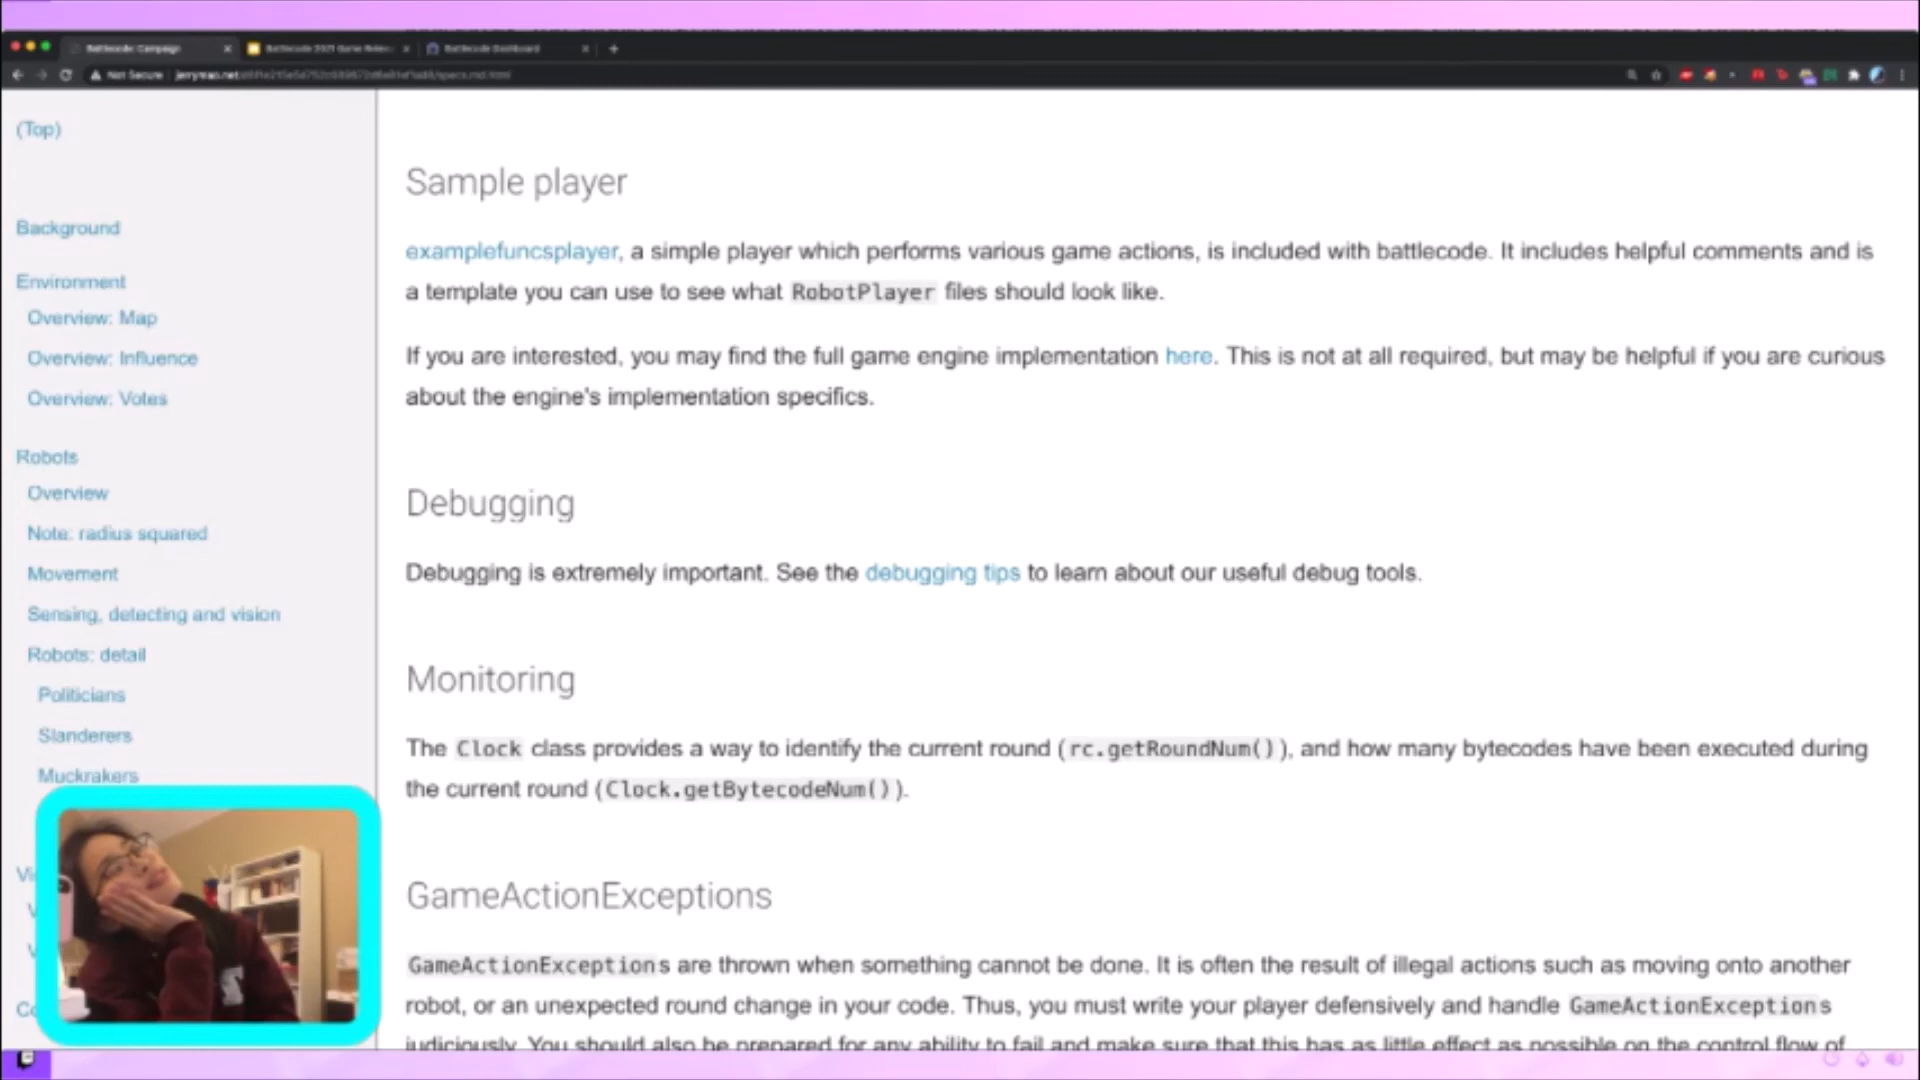 Battlecode: Campaign
Battlecode 2021 Game Releas
Battlecode Dashboard
Not Secure
jerrymao.net
(Top)
Background
Environment
Overview: Map
Overview: Influence
Overview: Votes
Robots
Overview
Note: radius squared
Movement
Sensing, detecting and vision
Robots: detail
Politicians
Slanderers
Muckrakers
Sample player
examplefuncsplayer, a simple player which performs various game actions, is included with battlecode. It includes helpful comments and is
a template you can use to see what RobotPlayer files should look like.
If you are interested, you may find the full game engine implementation here. This is not at all required, but may be helpful if you are curious
about the engine's implementation specifics.
Debugging
Debugging is extremely important. See the debugging tips to learn about our useful debug tools.
Monitoring
The Clock class provides a way to identify the current round (rc.getRoundNum()), and how many bytecodes have been executed during
the current round (Clock.getBytecodeNum()).
GameActionExceptions
GameActionExceptions are thrown when something cannot be done. It is often the result of illegal actions such as moving onto another
robot, or an unexpected round change in your code. Thus, you must write your player defensively and handle GameActionExceptions
judiciously. You should also be prepared for any ability to fail and make sure that this has as little effect as possible on the control flow of